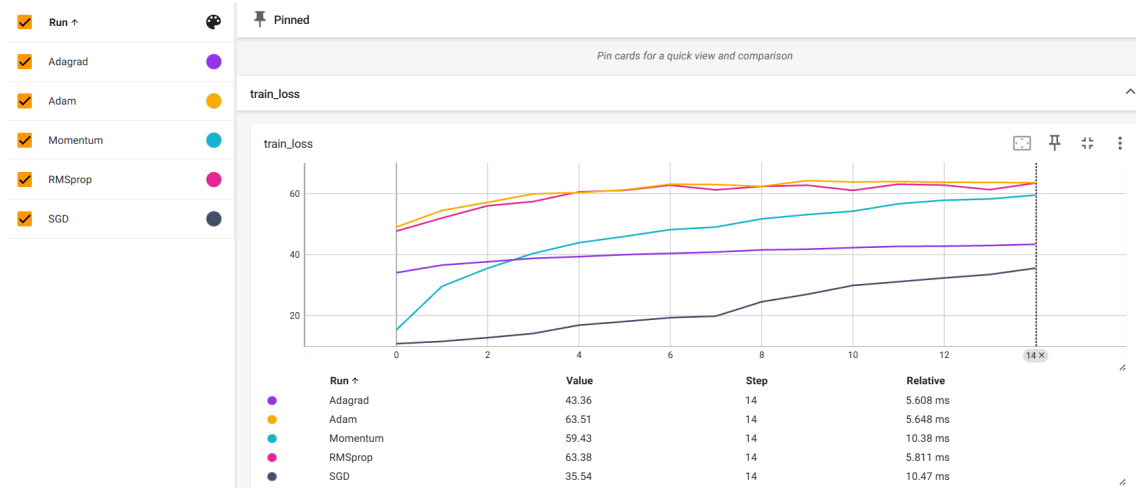 Run ↑
Adagrad
Adam
Momentum
RMSprop
SGD
Pinned
Pin cards for a quick view and comparison
train_loss
train_loss
60
40
20
0 2 4 6 8 10 12 14 ×
Run ↑ Value Step Relative
Adagrad 43.36 14 5.608 ms
Adam 63.51 14 5.648 ms
Momentum 59.43 14 10.38 ms
RMSprop 63.38 14 5.811 ms
SGD 35.54 14 10.47 ms